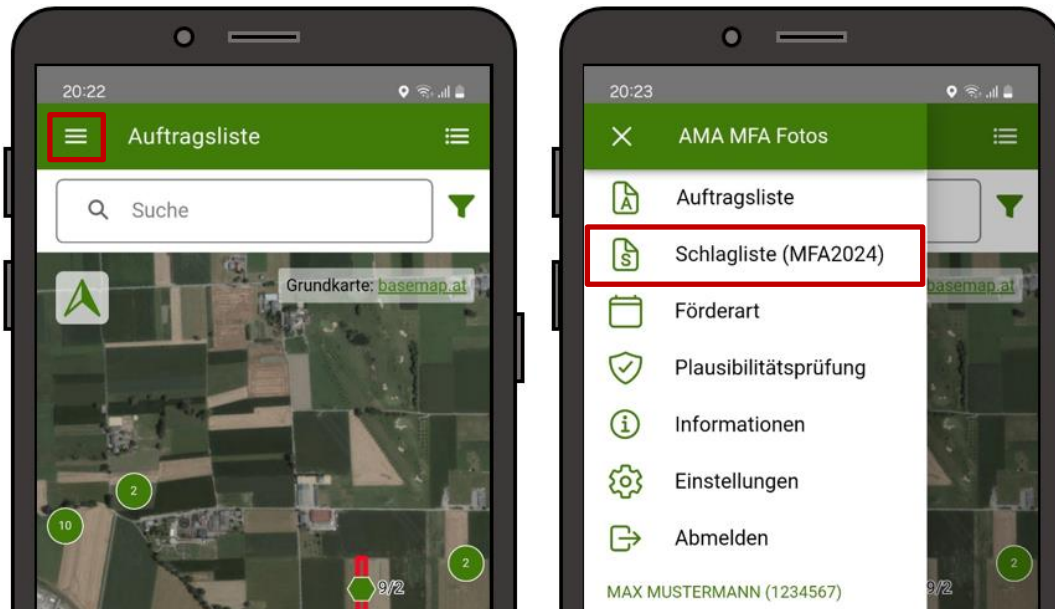 20:22
Auftragsliste
Suche
Grundkarte: basemap.at
2
10
2
9/2
20:23
AMA MFA Fotos
A Auftragsliste
S Schlagliste (MFA2024)
Förderart
Plausibilitätsprüfung
i Informationen
Einstellungen
Abmelden
MAX MUSTERMANN (1234567)
basemap.at
2
9/2